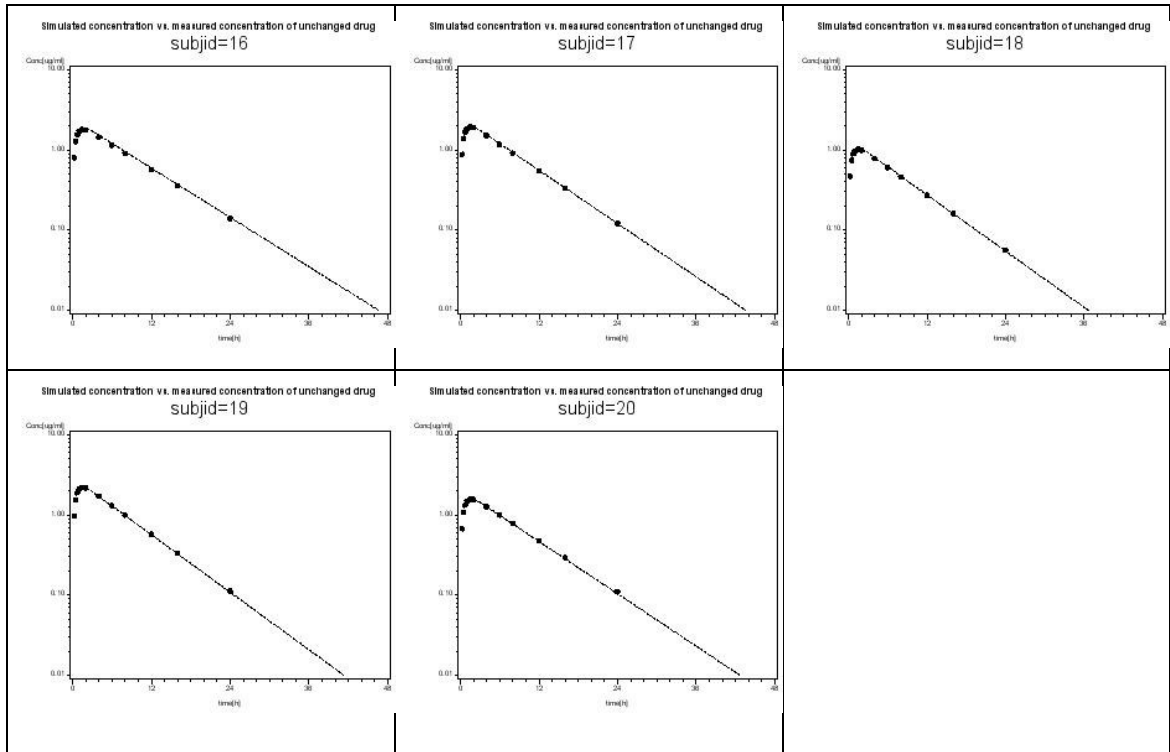 Simulated concentration vs. measured concentration of unchanged drug
subjid=16
Conc[ug/ml]
10.00
1.00
0.10
0.01
0 12 24 36 48
time[h]
Simulated concentration vs. measured concentration of unchanged drug
subjid=17
Conc[ug/ml]
10.00
1.00
0.10
0.01
0 12 24 36 48
time[h]
Simulated concentration vs. measured concentration of unchanged drug
subjid=18
Conc[ug/ml]
10.00
1.00
0.10
0.01
0 12 24 36 48
time[h]
Simulated concentration vs. measured concentration of unchanged drug
subjid=19
Conc[ug/ml]
10.00
1.00
0.10
0.01
0 12 24 36 48
time[h]
Simulated concentration vs. measured concentration of unchanged drug
subjid=20
Conc[ug/ml]
10.00
1.00
0.10
0.01
0 12 24 36 48
time[h]